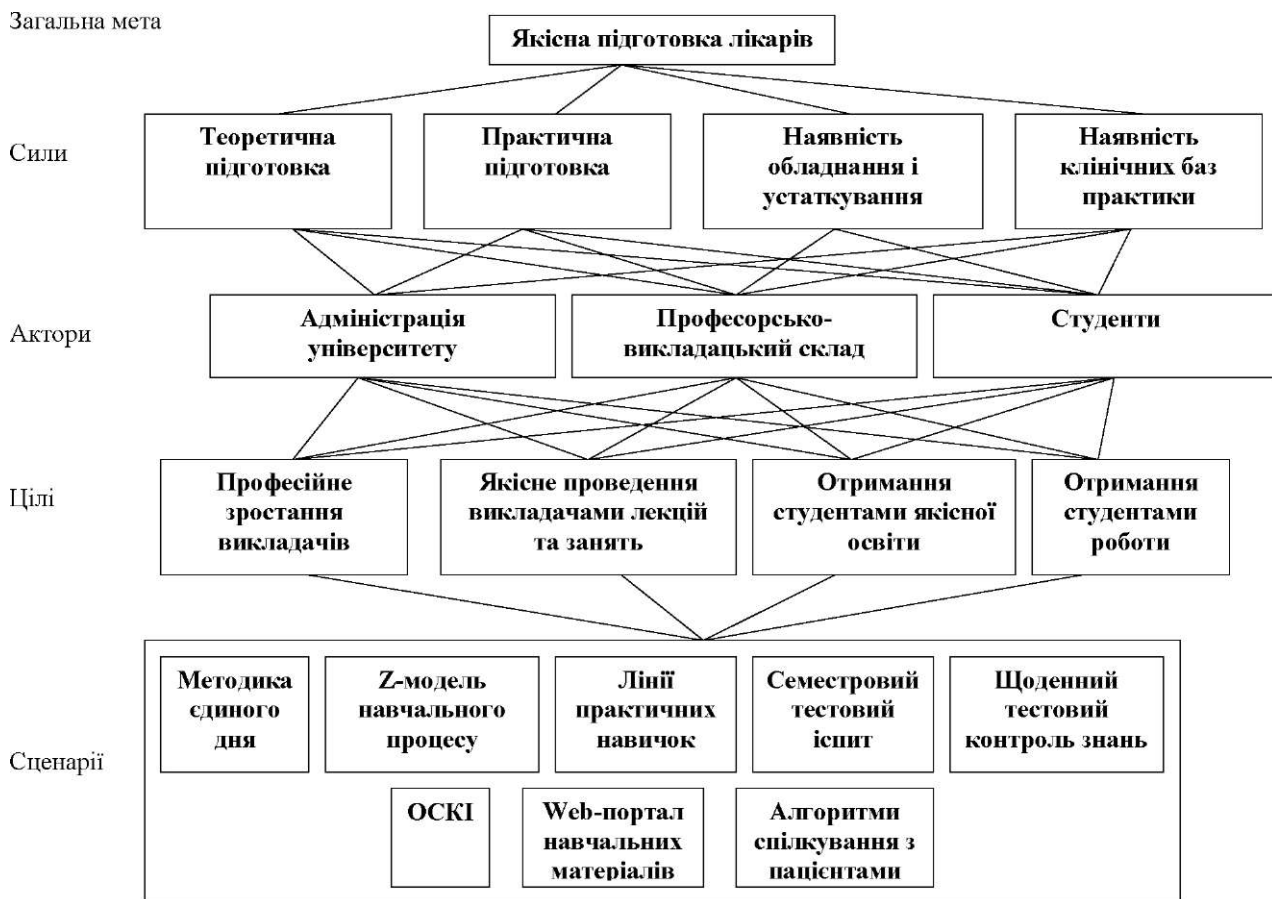 Загальна мета
Якісна підготовка лікарів
Сили
Теоретична
підготовка
Практична
підготовка
Наявність
обладнання і
устаткування
Наявність
клінічних баз
практики
Актори
Адміністрація
університету
Професорсько-
викладацький склад
Студенти
Цілі
Професійне
зростання
викладачів
Якісне проведення
викладачами лекцій
та занять
Отримання
студентами якісної
освіти
Отримання
студентами
роботи
Сценарії
Методика
єдиного
дня
Z-модель
навчального
процесу
Лінії
практичних
навичок
Семестровий
тестовий
іспит
Щоденний
тестовий
контроль знань
ОСКІ
Web-портал
навчальних
матеріалів
Алгоритми
спілкування з
пацієнтами